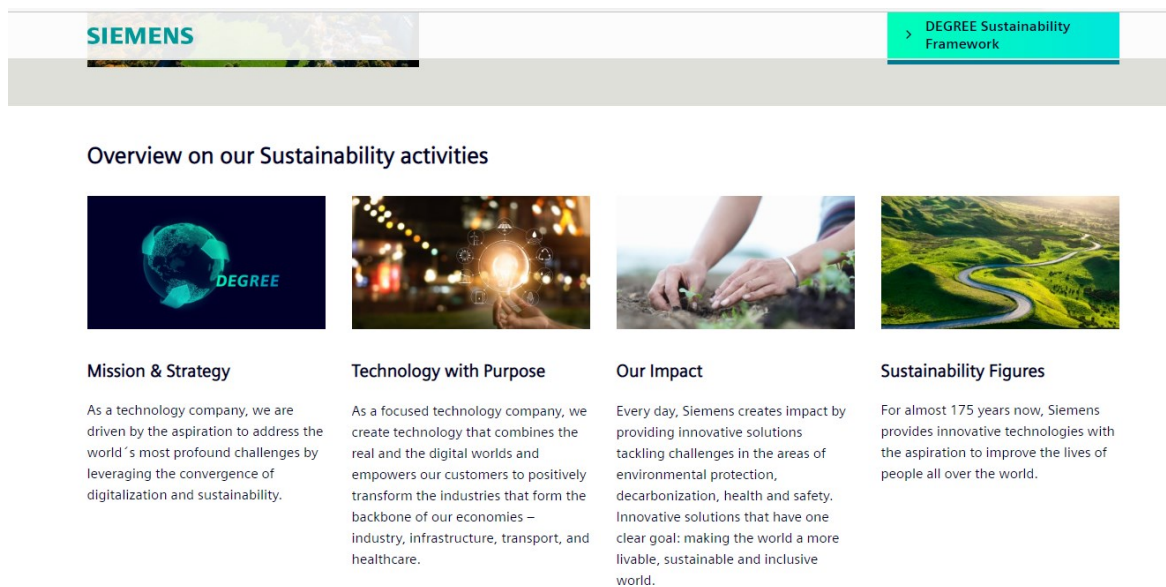 SIEMENS
DEGREE Sustainability
Framework
Overview on our Sustainability activities
DEGREE
Mission & Strategy
As a technology company, we are
driven by the aspiration to address the
world´s most profound challenges by
leveraging the convergence of
digitalization and sustainability.
Technology with Purpose
As a focused technology company, we
create technology that combines the
real and the digital worlds and
empowers our customers to positively
transform the industries that form the
backbone of our economies –
industry, infrastructure, transport, and
healthcare.
Our Impact
Every day, Siemens creates impact by
providing innovative solutions
tackling challenges in the areas of
environmental protection,
decarbonization, health and safety.
Innovative solutions that have one
clear goal: making the world a more
livable, sustainable and inclusive
world.
Sustainability Figures
For almost 175 years now, Siemens
provides innovative technologies with
the aspiration to improve the lives of
people all over the world.